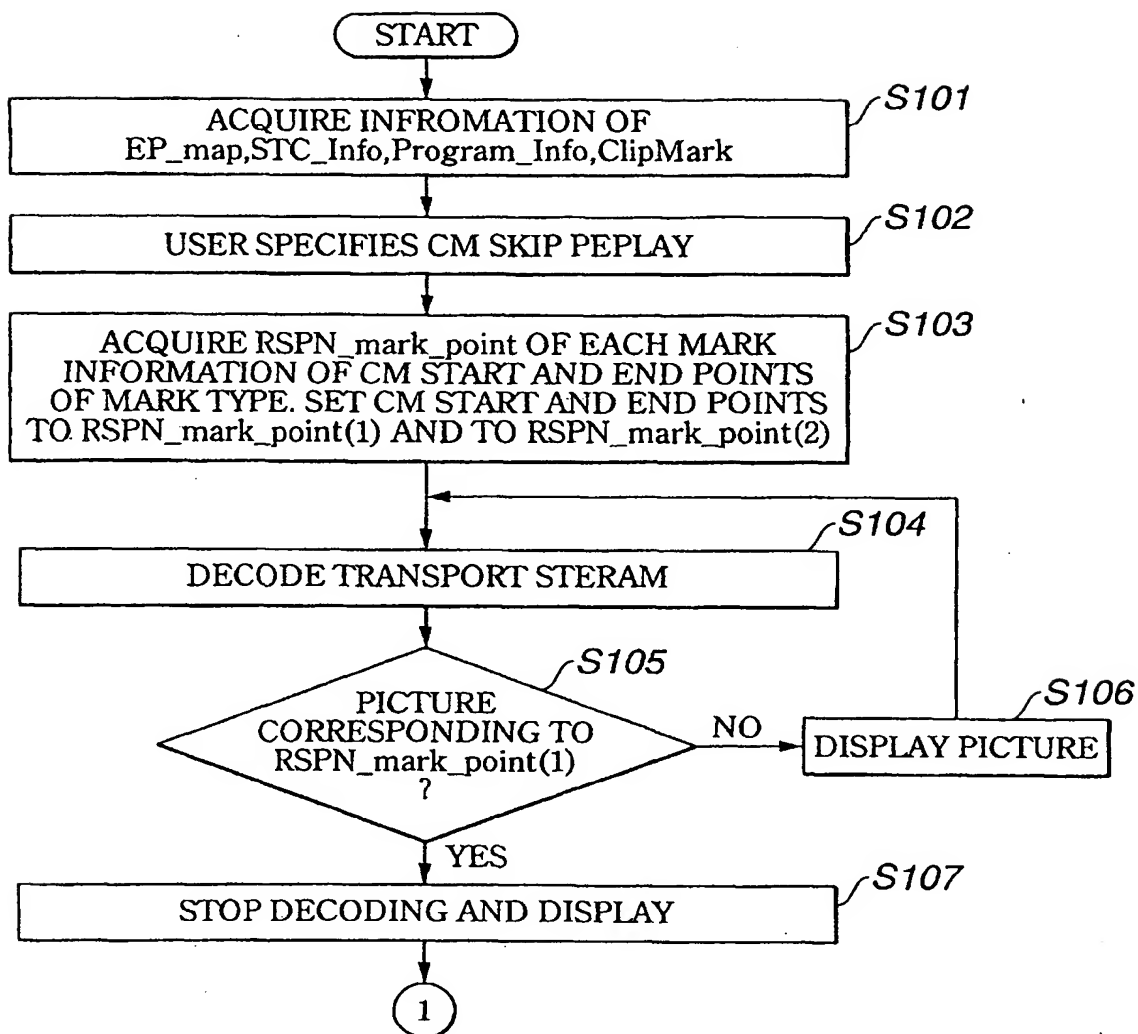 START
S101
ACQUIRE INFROMATION OF
EP_map,STC_Info,Program_Info,ClipMark
S102
USER SPECIFIES CM SKIP PEPLAY
S103
ACQUIRE RSPN_mark_point OF EACH MARK
INFORMATION OF CM START AND END POINTS
OF MARK TYPE. SET CM START AND END POINTS
TO RSPN_mark_point(1) AND TO RSPN_mark_point(2)
S104
DECODE TRANSPORT STERAM
S105
PICTURE
CORRESPONDING TO
RSPN_mark_point(1)
?
NO
S106
DISPLAY PICTURE
YES
S107
STOP DECODING AND DISPLAY
1